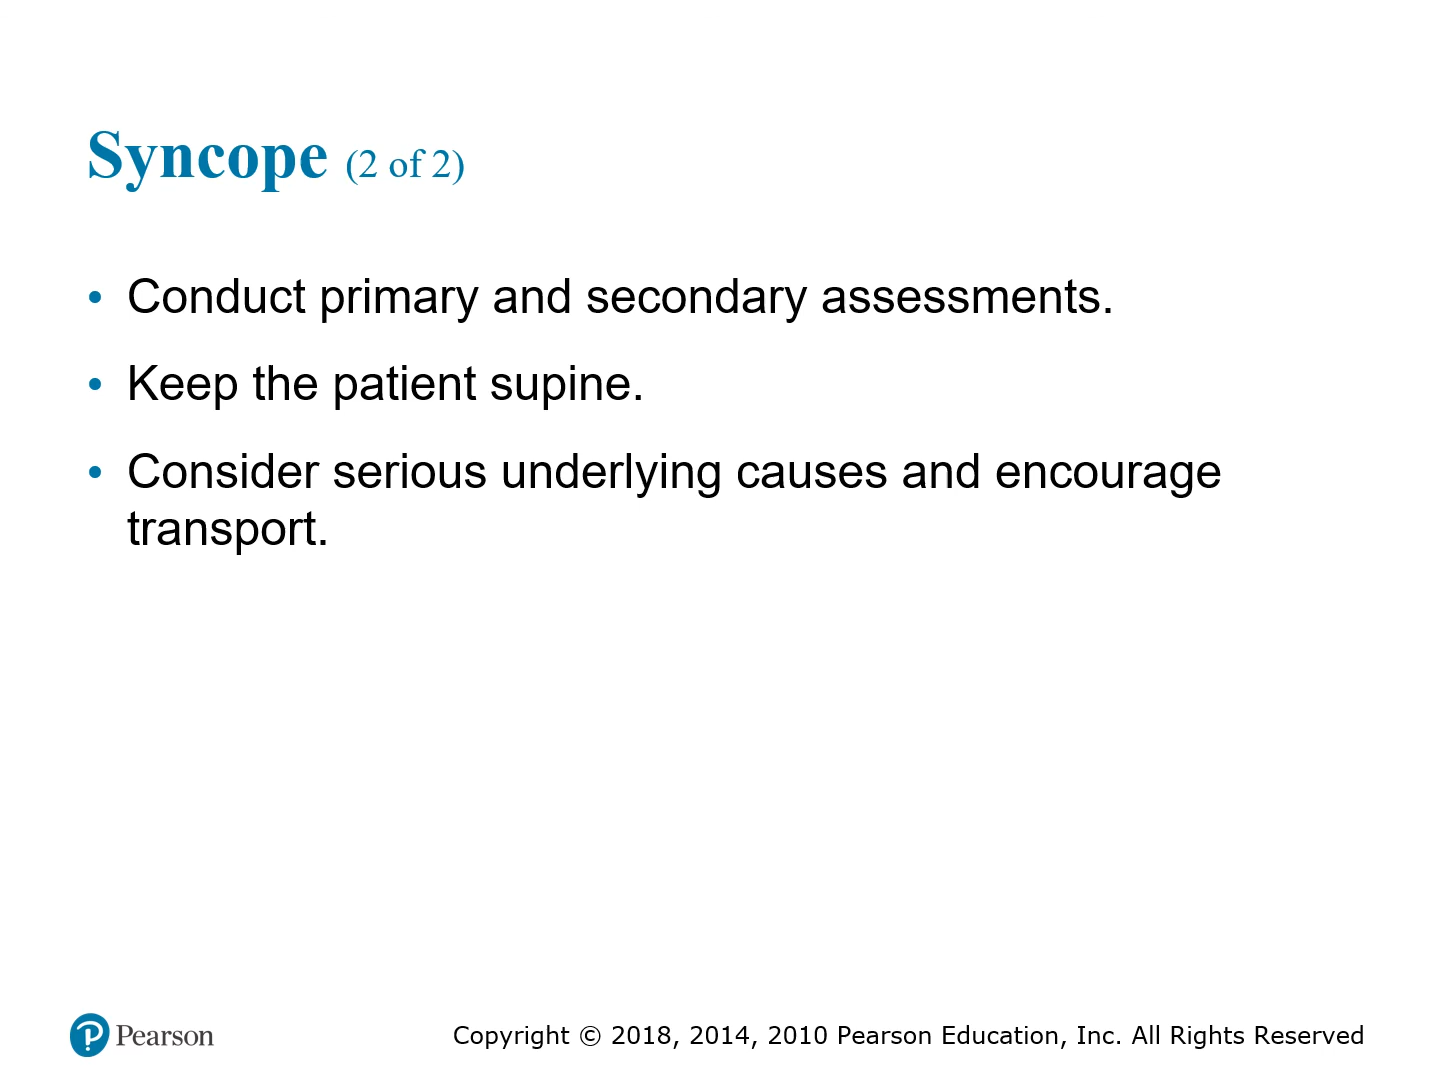 Syncope (2 of 2)
• Conduct primary and secondary assessments.
• Keep the patient supine.
• Consider serious underlying causes and encourage
transport.
Pearson
Copyright © 2018, 2014, 2010 Pearson Education, Inc. All Rights Reserved